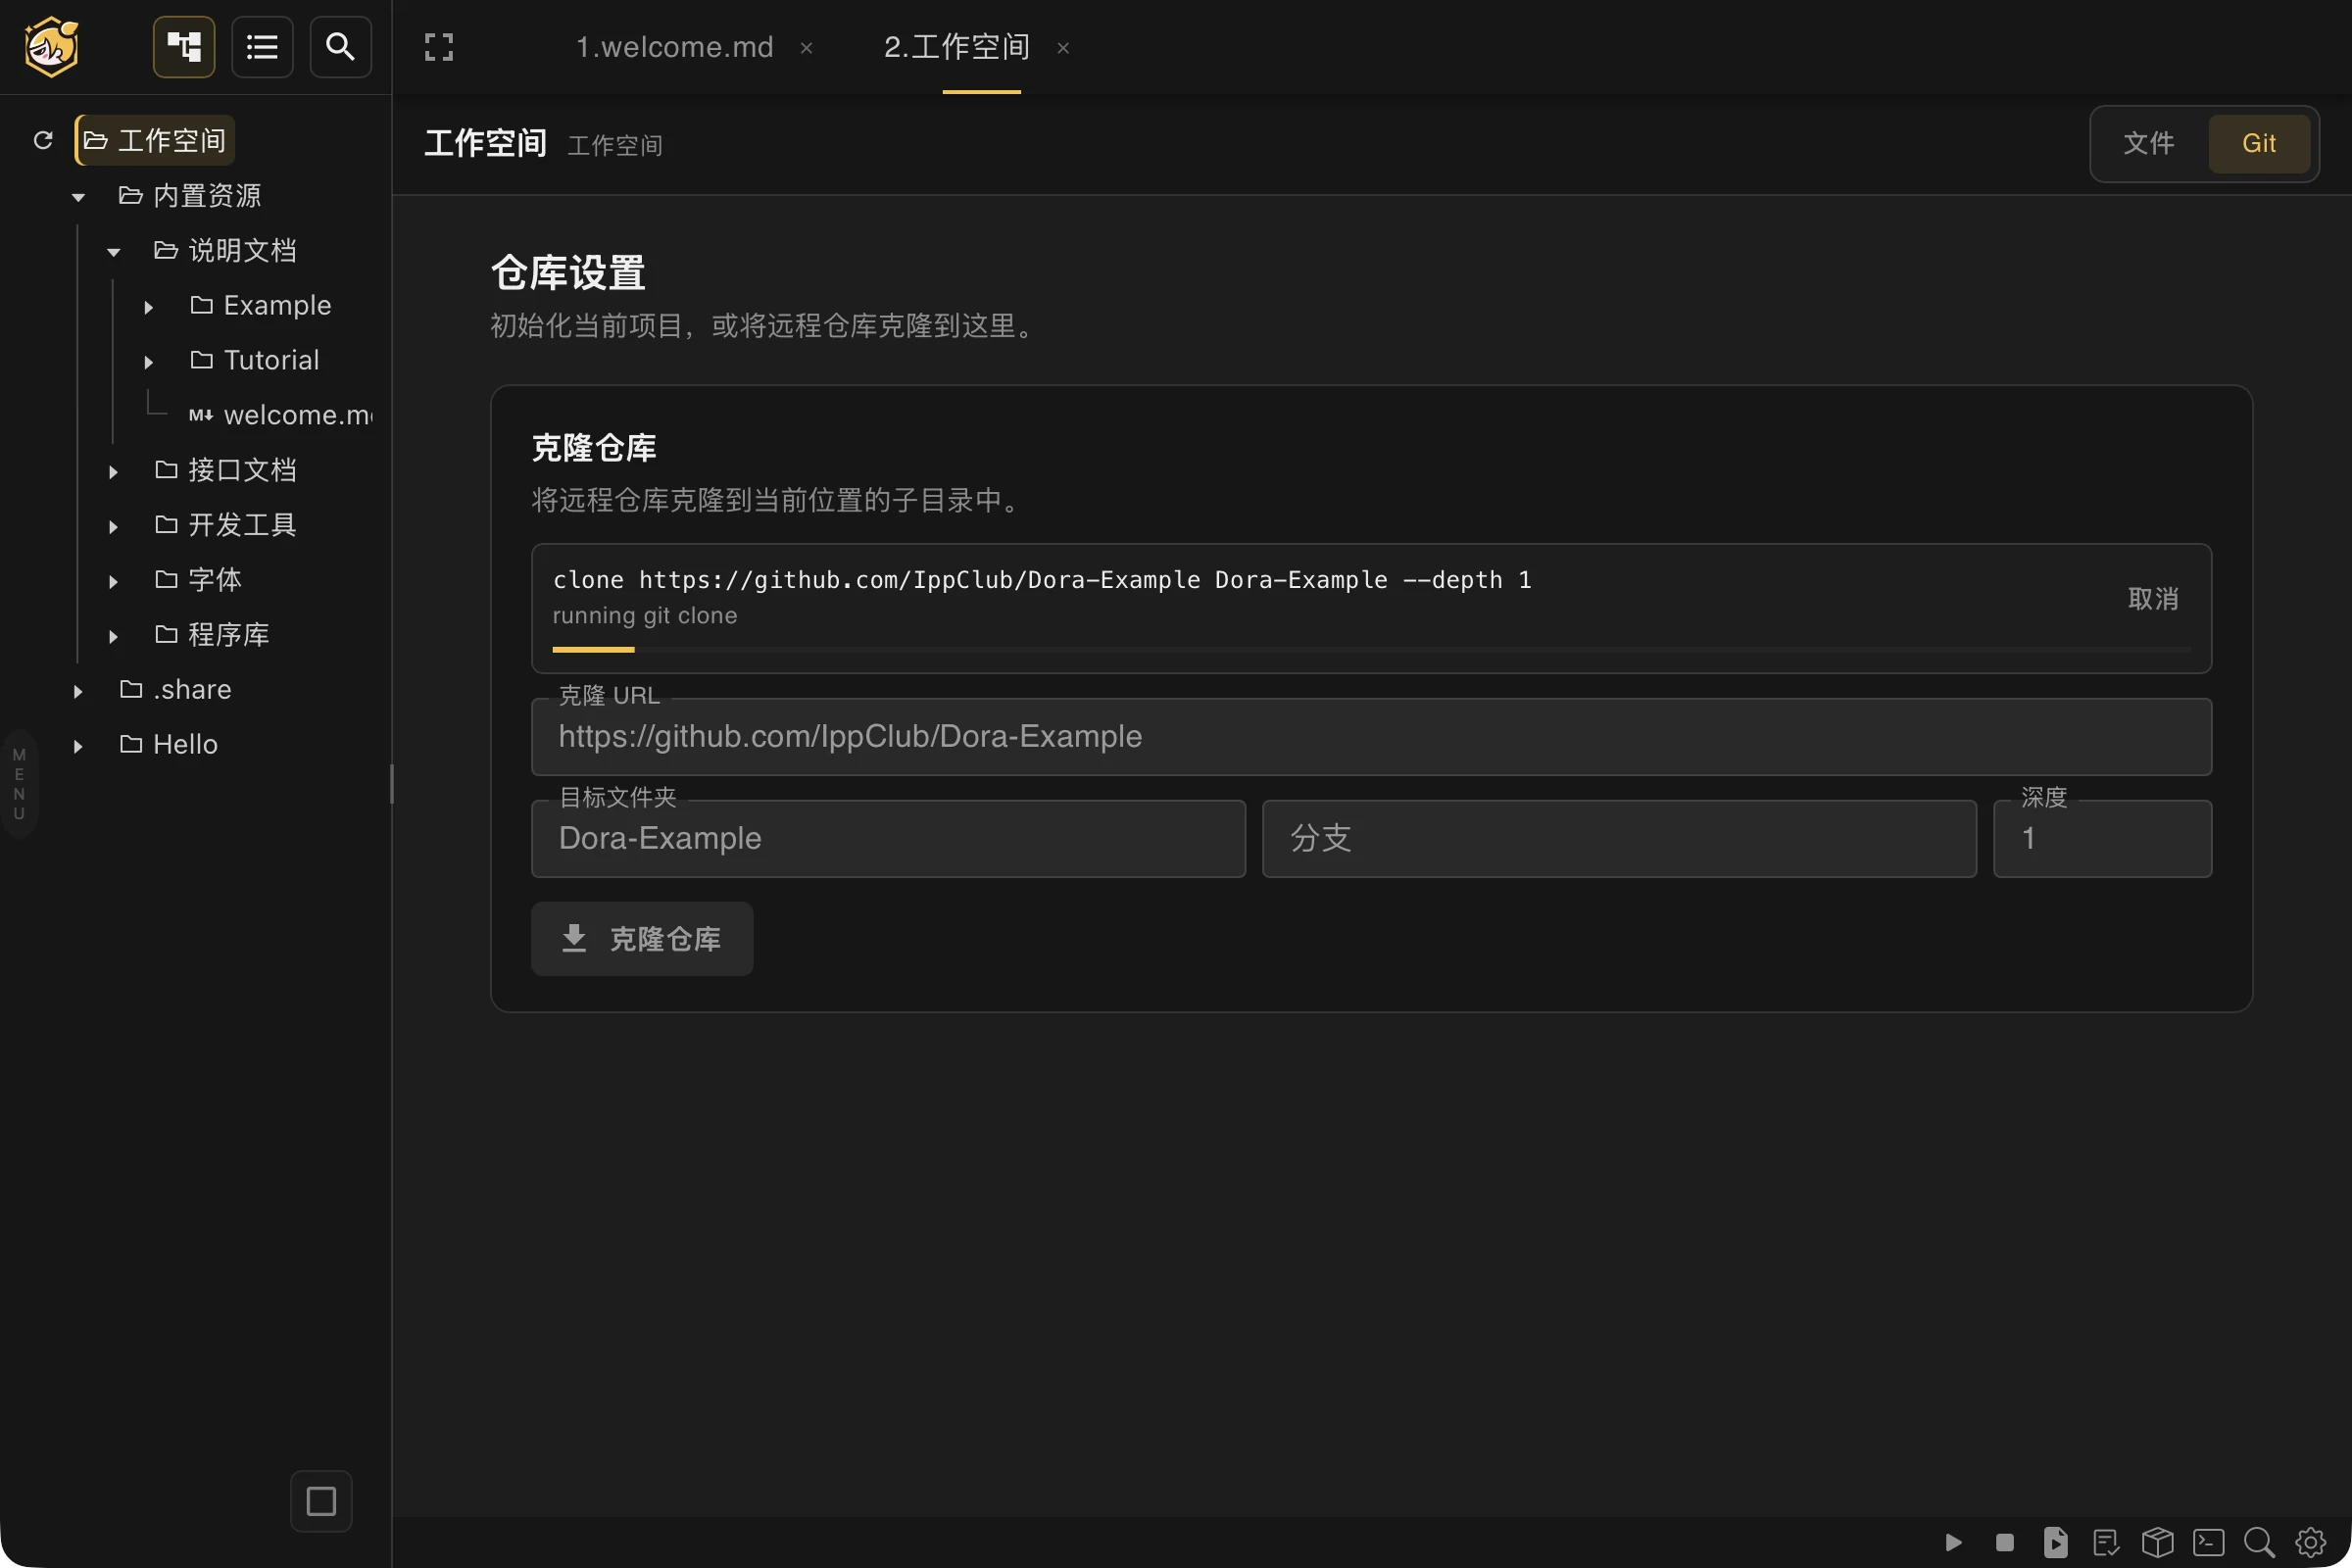 1.welcome.md
2.工作空间
工作空间
内置资源
说明文档
Example
Tutorial
M↓ welcome.m
接口文档
开发工具
字体
程序库
.share
Hello
MENU
工作空间 工作空间
文件
Git
仓库设置
初始化当前项目，或将远程仓库克隆到这里。
克隆仓库
将远程仓库克隆到当前位置的子目录中。
clone https://github.com/IppClub/Dora-Example Dora-Example --depth 1
running git clone
取消
克隆 URL
https://github.com/IppClub/Dora-Example
目标文件夹
Dora-Example
分支
深度
1
克隆仓库